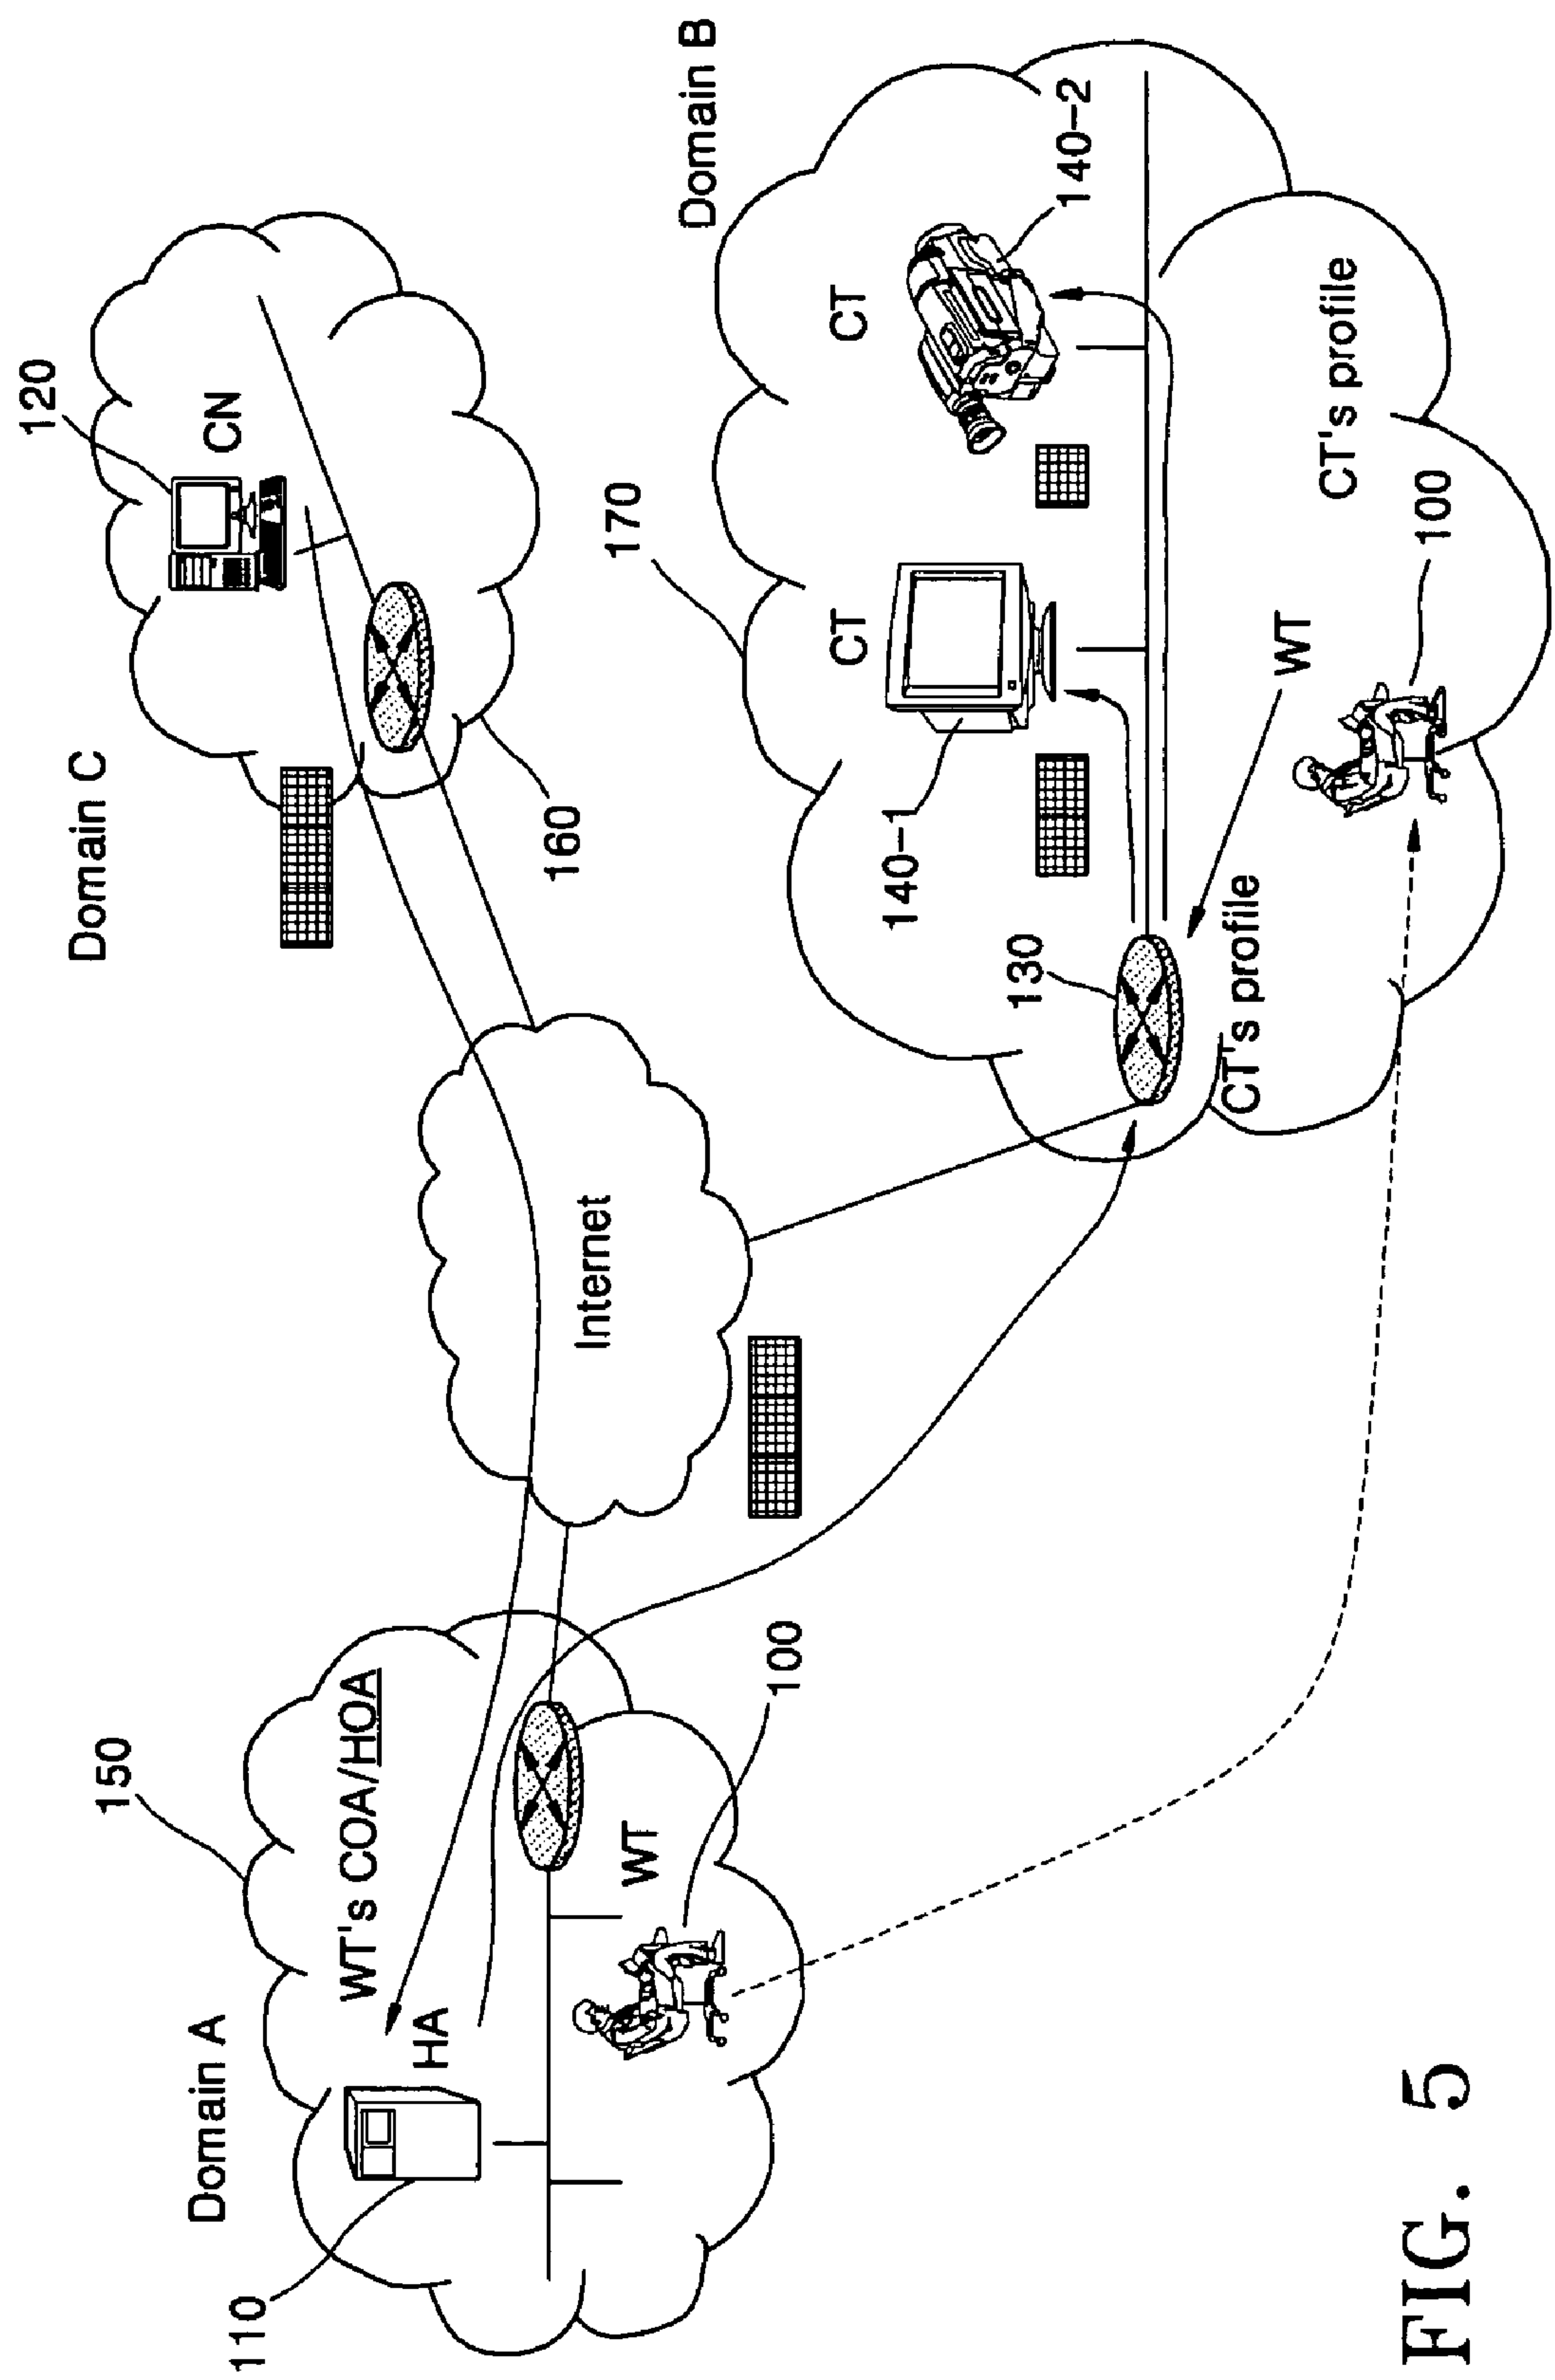 Domain A
110
HA
WT's COA/HOA
150
WT
100
Internet
Domain C
120
CN
160
Domain B
170
130
140-1
CT
CT
140-2
CT's profile
WT
100
CT's profile
FIG. 5